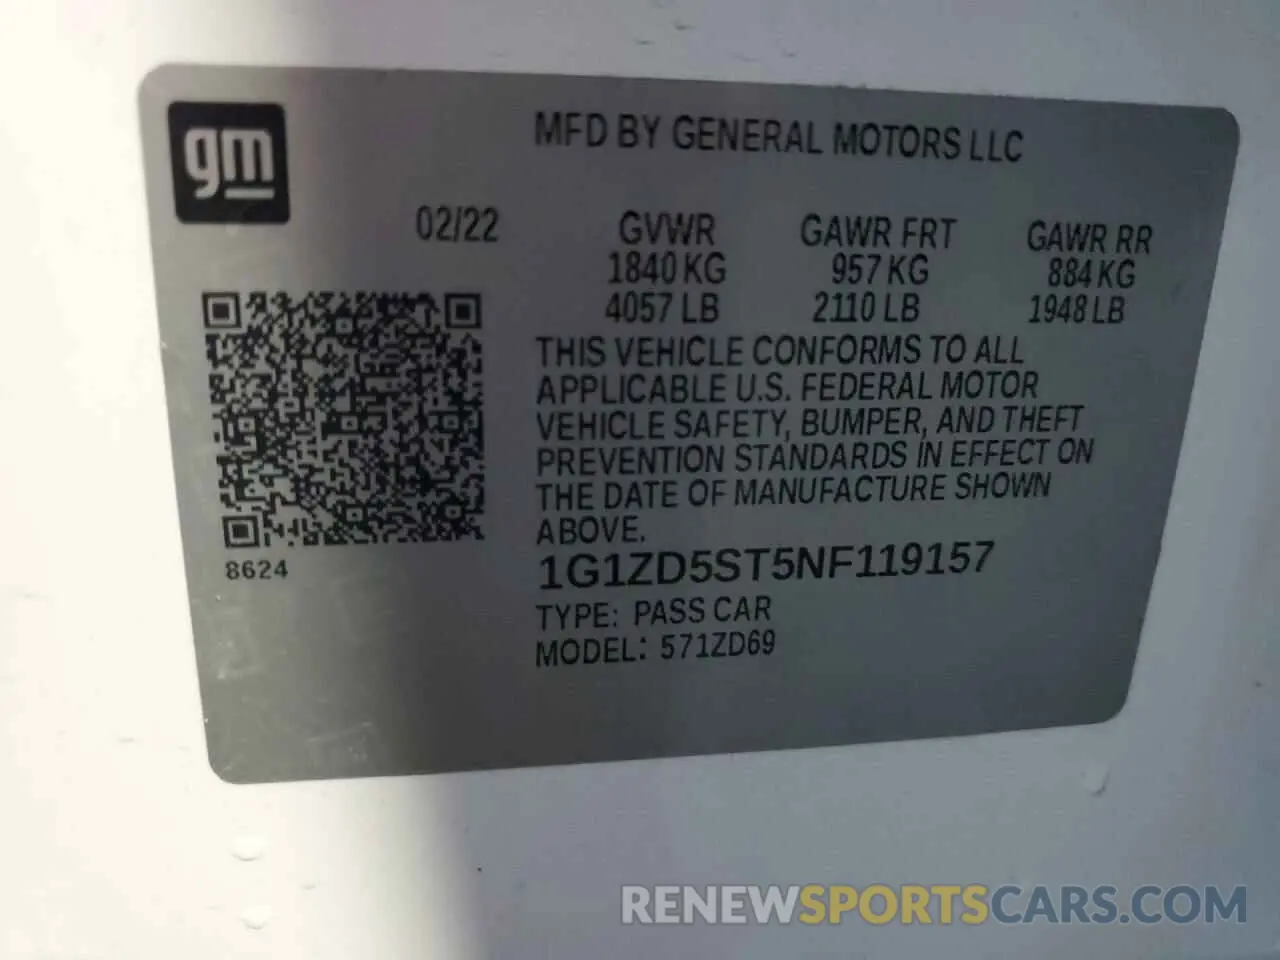 gm
MFD BY GENERAL MOTORS LLC
02/22 GVWR GAWR FRT GAWR RR
1840 KG 957 KG 884 KG
4057 LB 2110 LB 1948 LB
THIS VEHICLE CONFORMS TO ALL
APPLICABLE U.S. FEDERAL MOTOR
VEHICLE SAFETY, BUMPER, AND THEFT
PREVENTION STANDARDS IN EFFECT ON
THE DATE OF MANUFACTURE SHOWN
ABOVE.
8624
1G1ZD5ST5NF119157
TYPE: PASS CAR
MODEL: 571ZD69
RENEWSPORTSCARS.COM